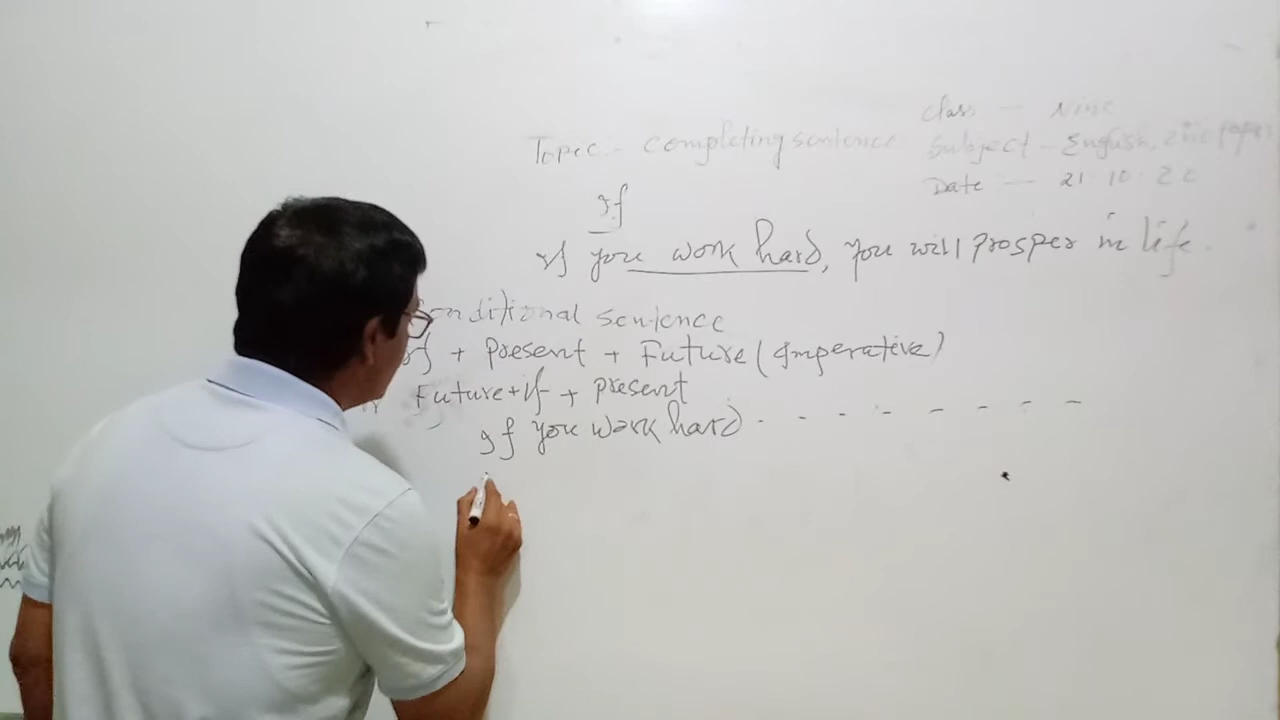 Class - Nine
Topic:- Completing sentence
Subject - English, 2nd paper
Date - 21.10.20
If
If you work hard, you will prosper in life.
Conditional sentence
If + Present + Future (Imperative)
Future + if + present
If you work hard - - - - - - - -